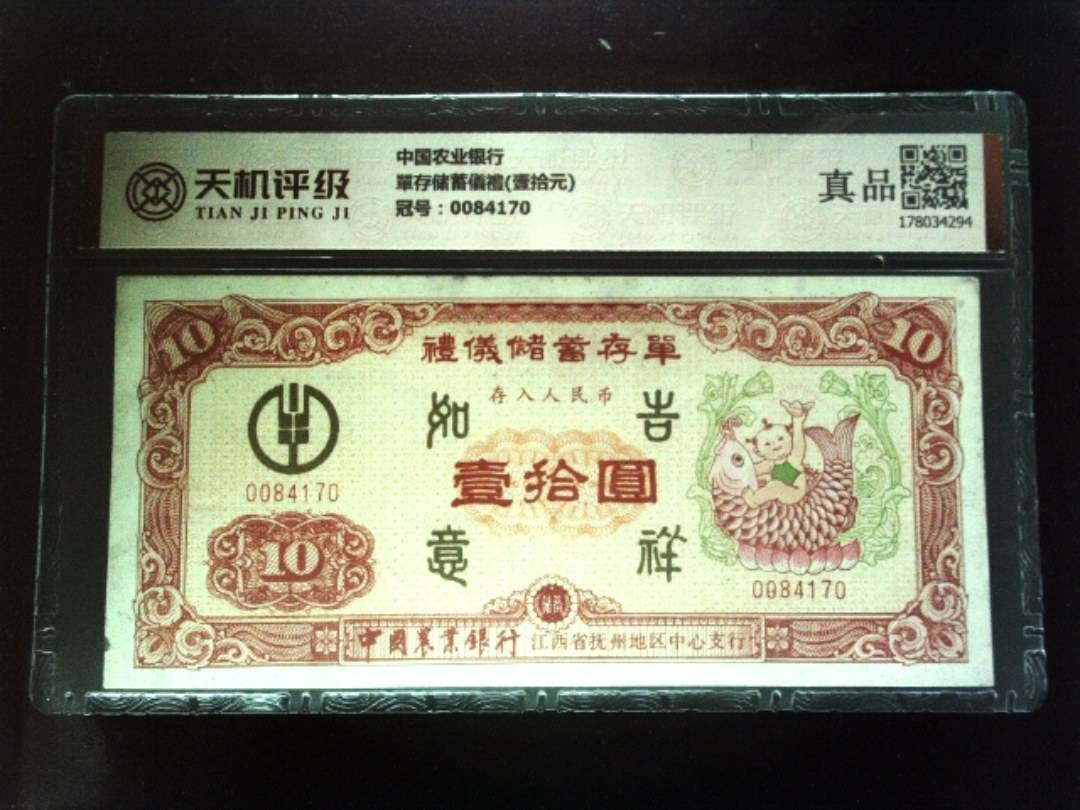 天机评级
TIAN JI PING JI
中国农业银行
單存储蓄儀禮(壹拾元)
冠号：0084170
真品
178034294
10
10
禮儀儲蓄存單
存入人民币
如
吉
壹拾圓
意
祥
0084170
10
0084170
中國農業銀行 江西省抚州地区中心支行